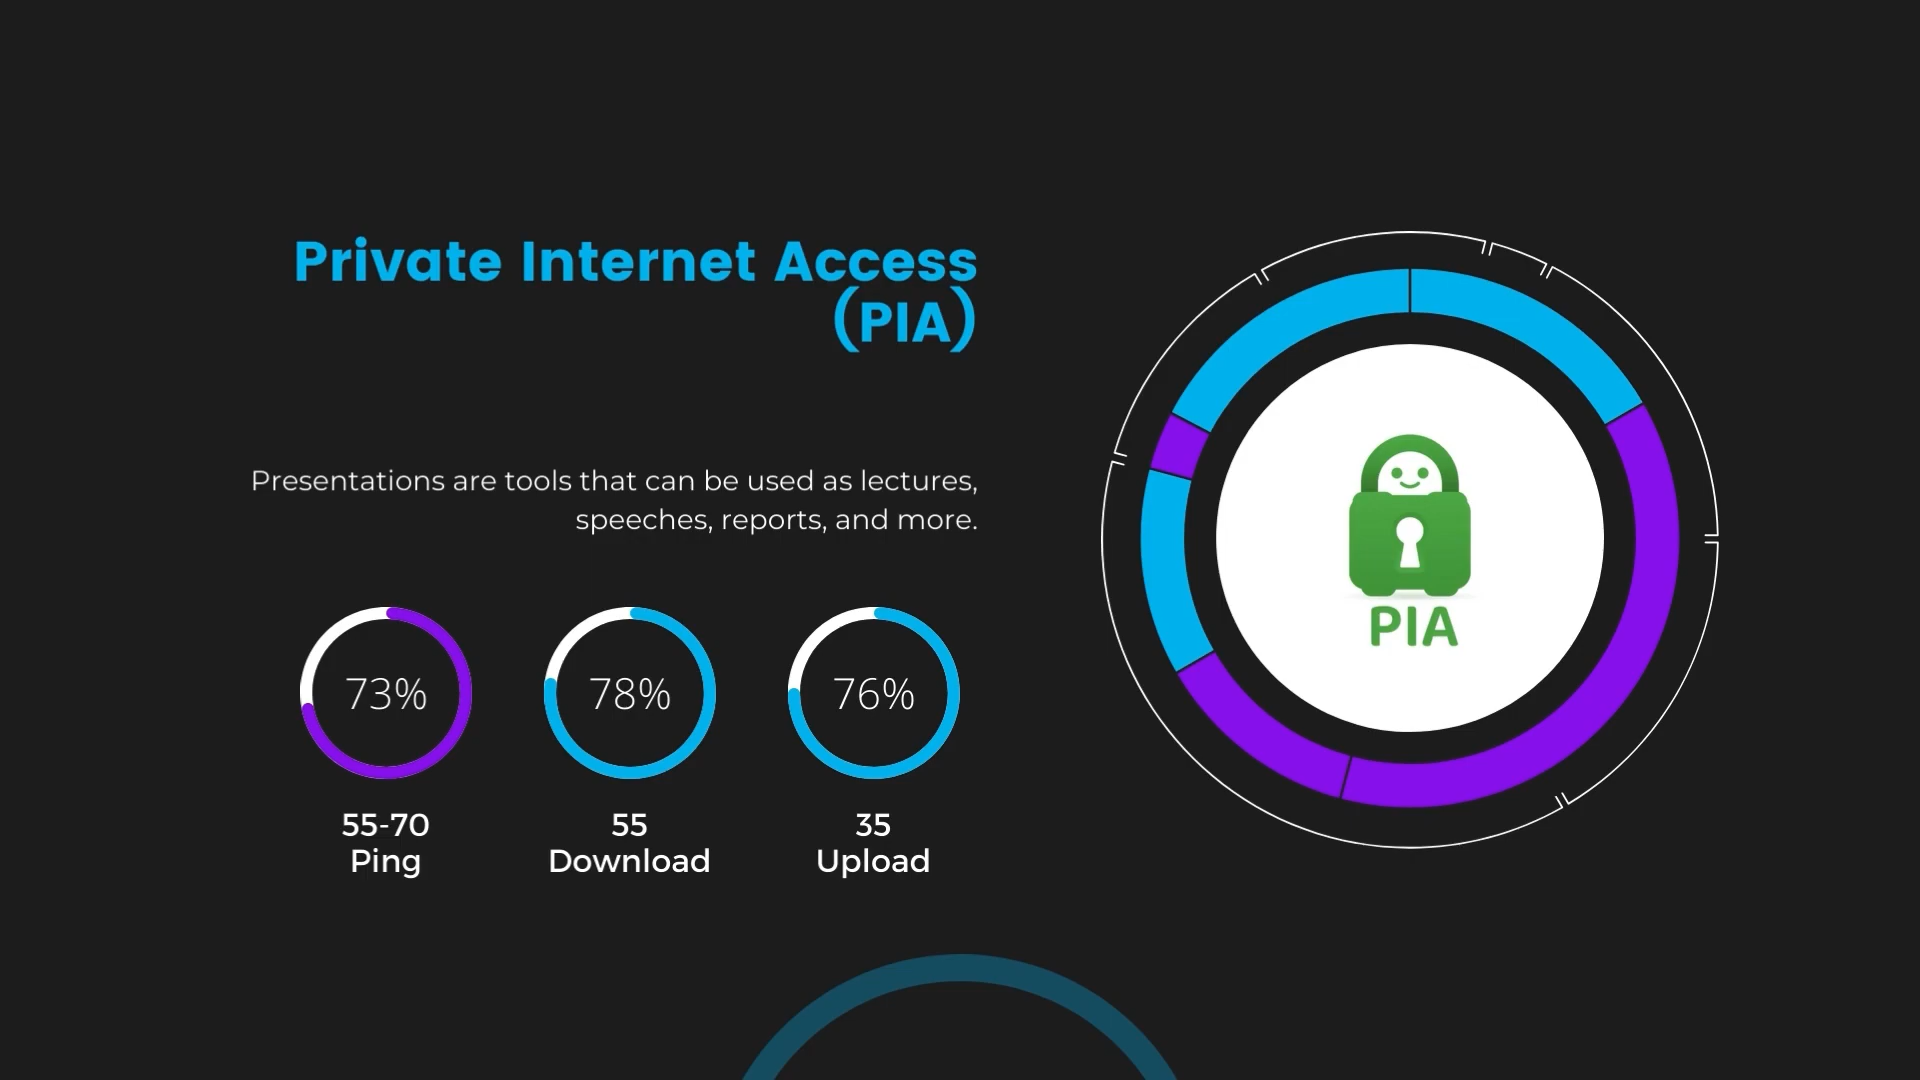 Private Internet Access
(PIA)
Presentations are tools that can be used as lectures,
speeches, reports, and more.
73%
78%
76%
55-70
Ping
55
Download
35
Upload
PIA